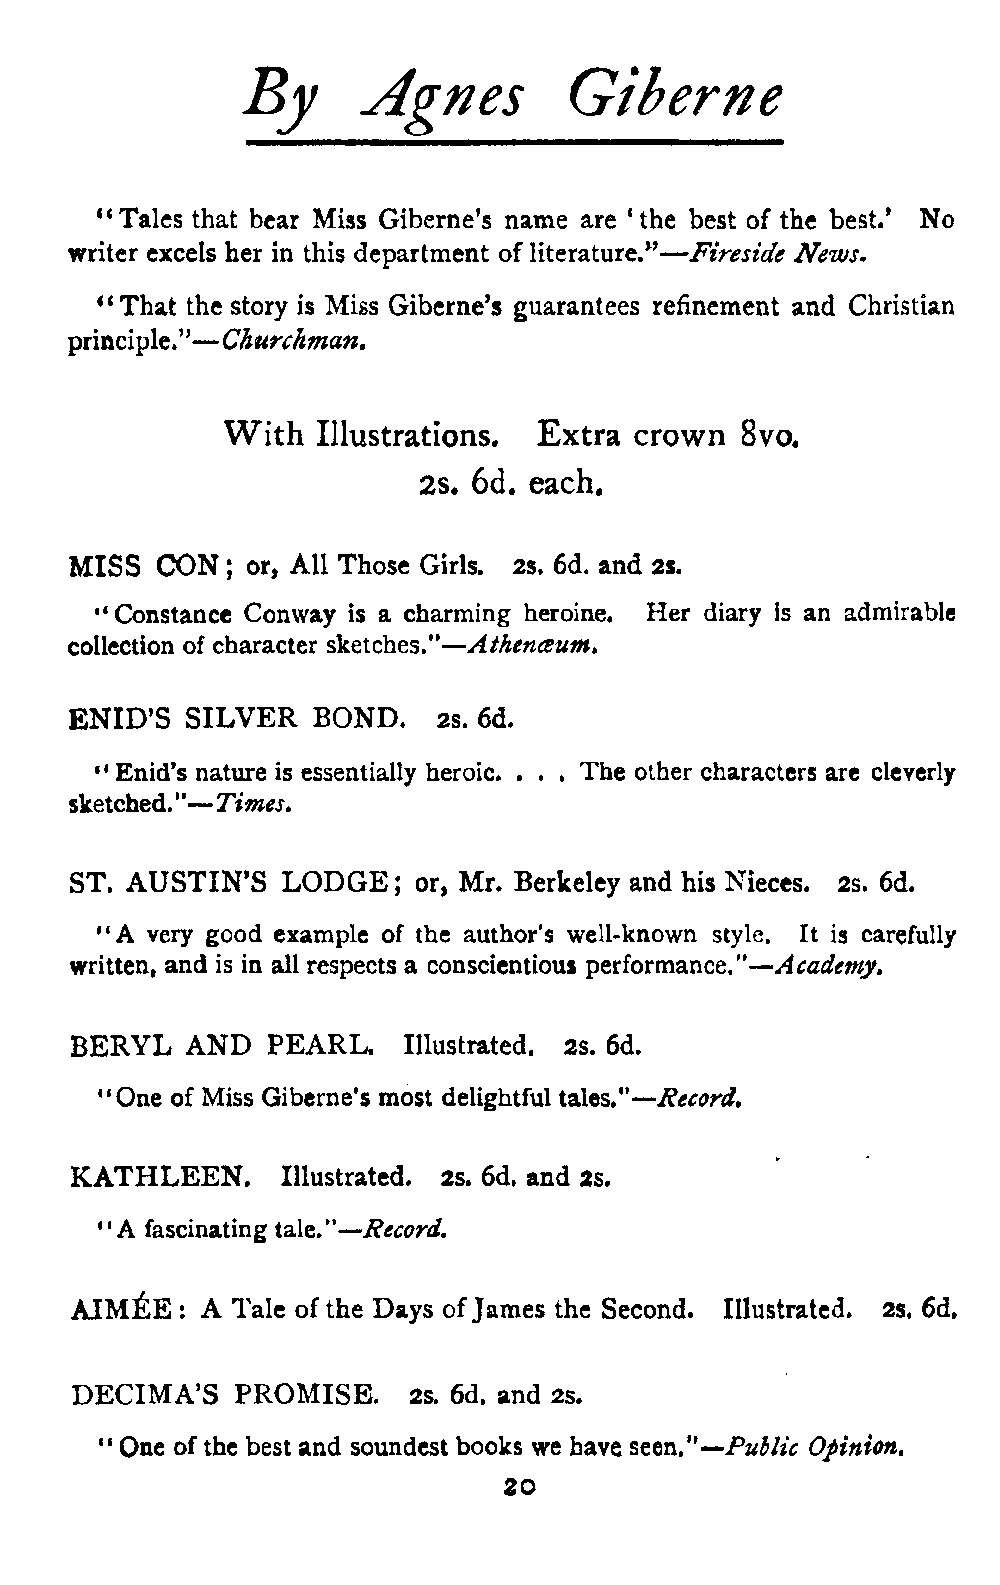 By Agnes Giberne
“Tales that bear Miss Giberne's name are ‘the best of the best.’ No
writer excels her in this department of literature.”—Fireside News.
“That the story is Miss Giberne's guarantees refinement and Christian
principle.”—Churchman.
With Illustrations. Extra crown 8vo.
2s. 6d. each.
MISS CON; or, All Those Girls. 2s. 6d. and 2s.
“Constance Conway is a charming heroine. Her diary is an admirable
collection of character sketches.”—Athenæum.
ENID'S SILVER BOND. 2s. 6d.
“Enid's nature is essentially heroic. . . . The other characters are cleverly
sketched.”—Times.
ST. AUSTIN'S LODGE; or, Mr. Berkeley and his Nieces. 2s. 6d.
“A very good example of the author's well-known style. It is carefully
written, and is in all respects a conscientious performance.”—Academy.
BERYL AND PEARL. Illustrated. 2s. 6d.
“One of Miss Giberne's most delightful tales.”—Record.
KATHLEEN. Illustrated. 2s. 6d. and 2s.
“A fascinating tale.”—Record.
AIMÉE: A Tale of the Days of James the Second. Illustrated. 2s. 6d.
DECIMA'S PROMISE. 2s. 6d. and 2s.
“One of the best and soundest books we have seen.”—Public Opinion.
20